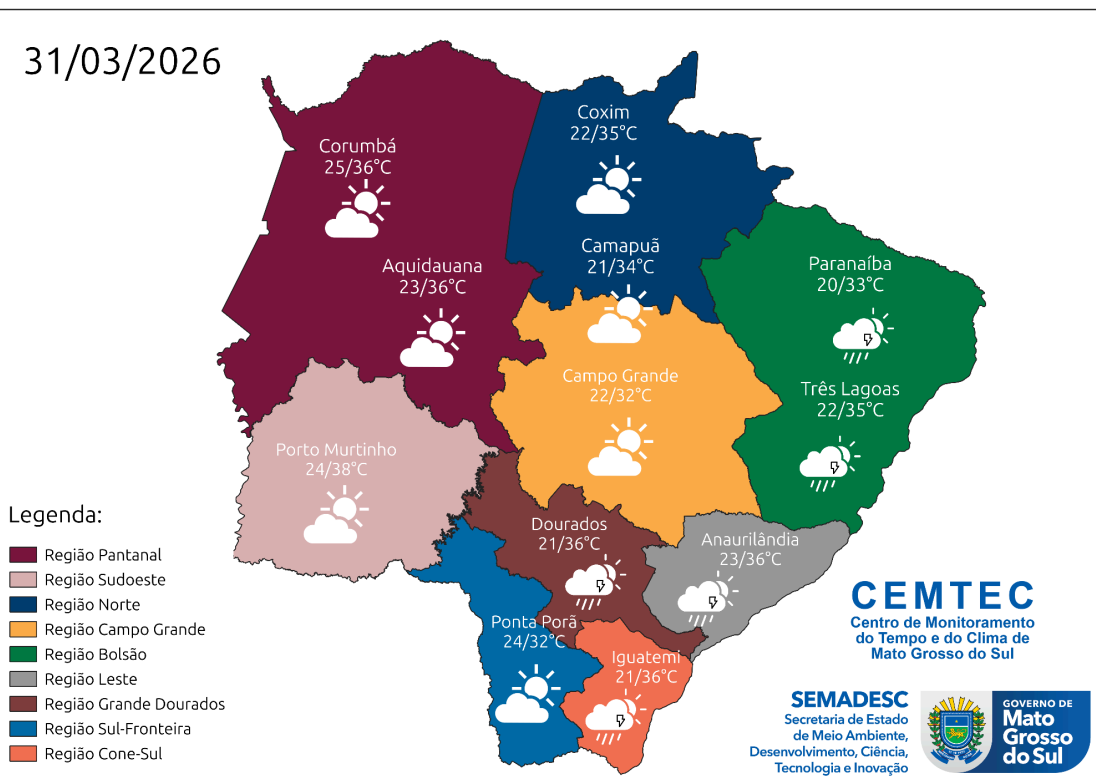 31/03/2026
Coxim
22/35°C
Corumbá
25/36°C
Camapuã
21/34°C
Aquidauana
23/36°C
Paranaíba
20/33°C
Campo Grande
22/32°C
Três Lagoas
22/35°C
Porto Murtinho
24/38°C
Dourados
21/36°C
Anaurilândia
23/36°C
Ponta Porã
24/32°C
Iguatemi
21/36°C
Legenda:
Região Pantanal
Região Sudoeste
Região Norte
Região Campo Grande
Região Bolsão
Região Leste
Região Grande Dourados
Região Sul-Fronteira
Região Cone-Sul
CEMTEC
Centro de Monitoramento
do Tempo e do Clima de
Mato Grosso do Sul
SEMADESC
Secretaria de Estado
de Meio Ambiente,
Desenvolvimento, Ciência,
Tecnologia e Inovação
GOVERNO DE
Mato
Grosso
do Sul